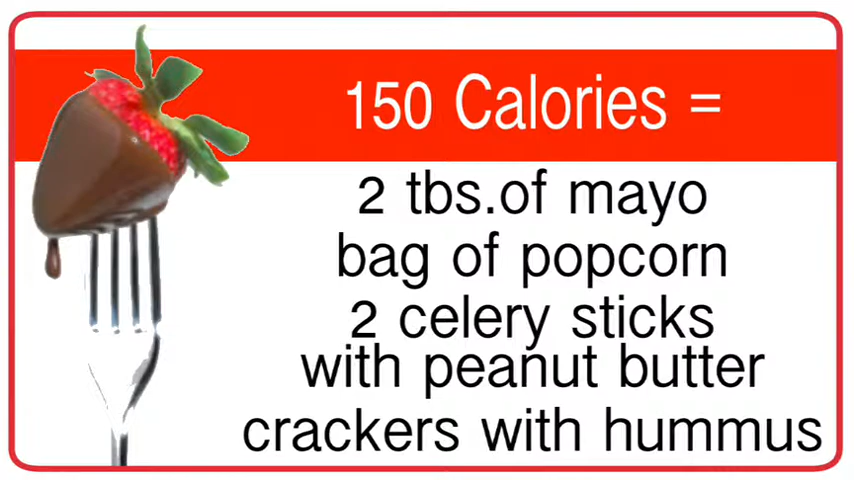 150 Calories =
2 tbs.of mayo
bag of popcorn
2 celery sticks
with peanut butter
crackers with hummus